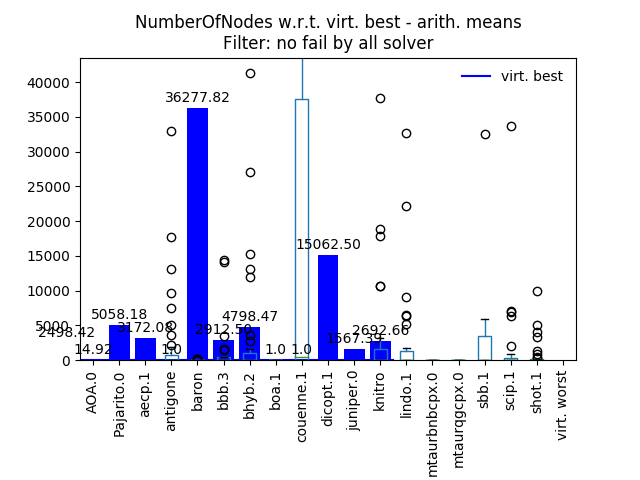 NumberOfNodes w.r.t. virt. best - arith. means
Filter: no fail by all solver
virt. best
40000
35000
30000
25000
20000
15000
10000
5000
0
2498.42
14.92
5058.18
3172.08
1.0
36277.82
4798.47
1.0
1.0
15062.50
2692.66
AOA.0
Pajarito.0
aecp.1
antigone
baron
bbb.3
bhyb.2
boa.1
couenne.1
dicopt.1
juniper.0
knitro
lindo.1
mtaurbnbcpx.0
mtaurqgcpx.0
sbb.1
scip.1
shot.1
virt. worst